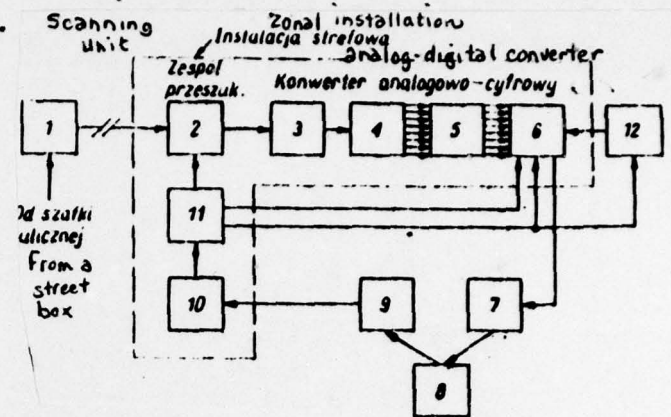 Scanning
unit
Zonal installation
Instalacja strefowa
analog-digital converter
Zespół
przeszuk.
Konwerter analogowo-cyfrowy
1
2
3
4
5
6
12
11
Od szafki
ulicznej
From a
street
box
10
9
7
8